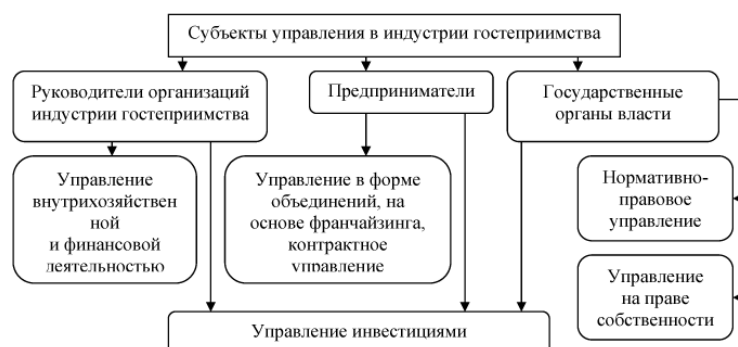 Субъекты управления в индустрии гостеприимства
Руководители организаций
индустрии гостеприимства
Предприниматели
Государственные
органы власти
Управление
внутрихозяйствен
ной
и финансовой
деятельностью
Управление в форме
объединений, на
основе франчайзинга,
контрактное
управление
Нормативно-
правовое
управление
Управление
на праве
собственности
Управление инвестициями